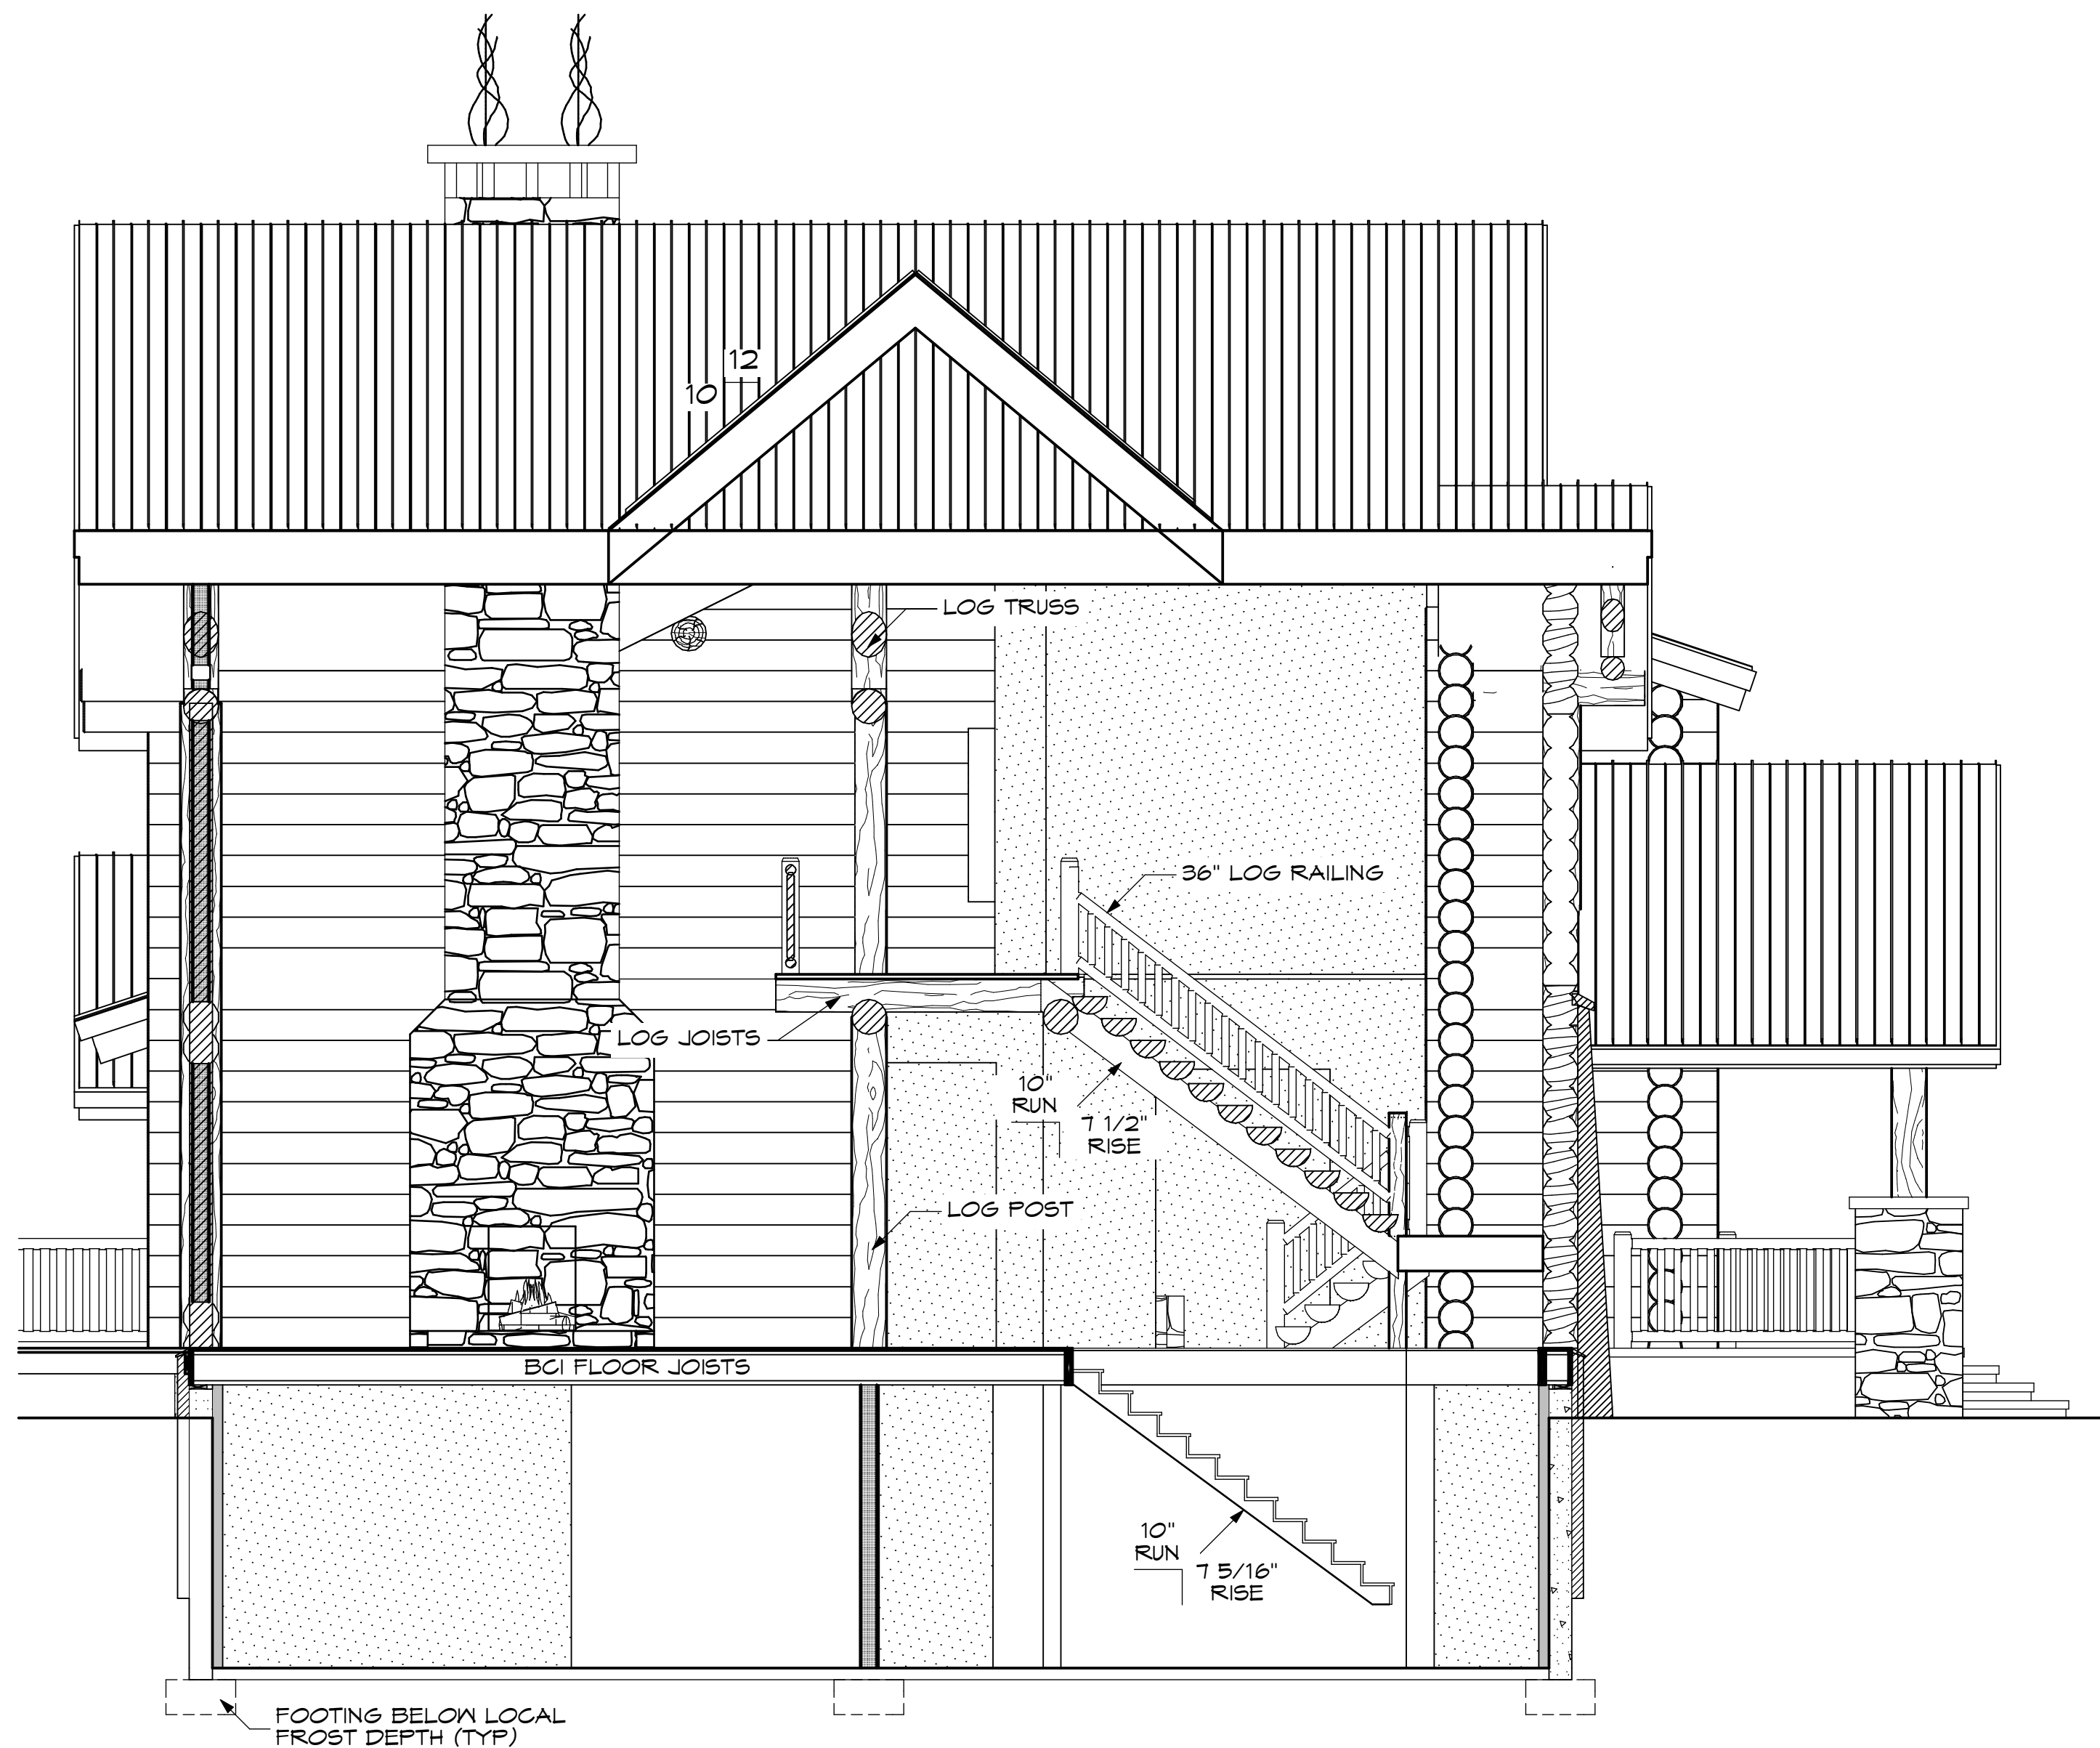 12
10
LOG TRUSS
36" LOG RAILING
LOG JOISTS
10"
RUN
7 1/2"
RISE
LOG POST
BCI FLOOR JOISTS
10"
RUN
7 5/16"
RISE
FOOTING BELOW LOCAL
FROST DEPTH (TYP)